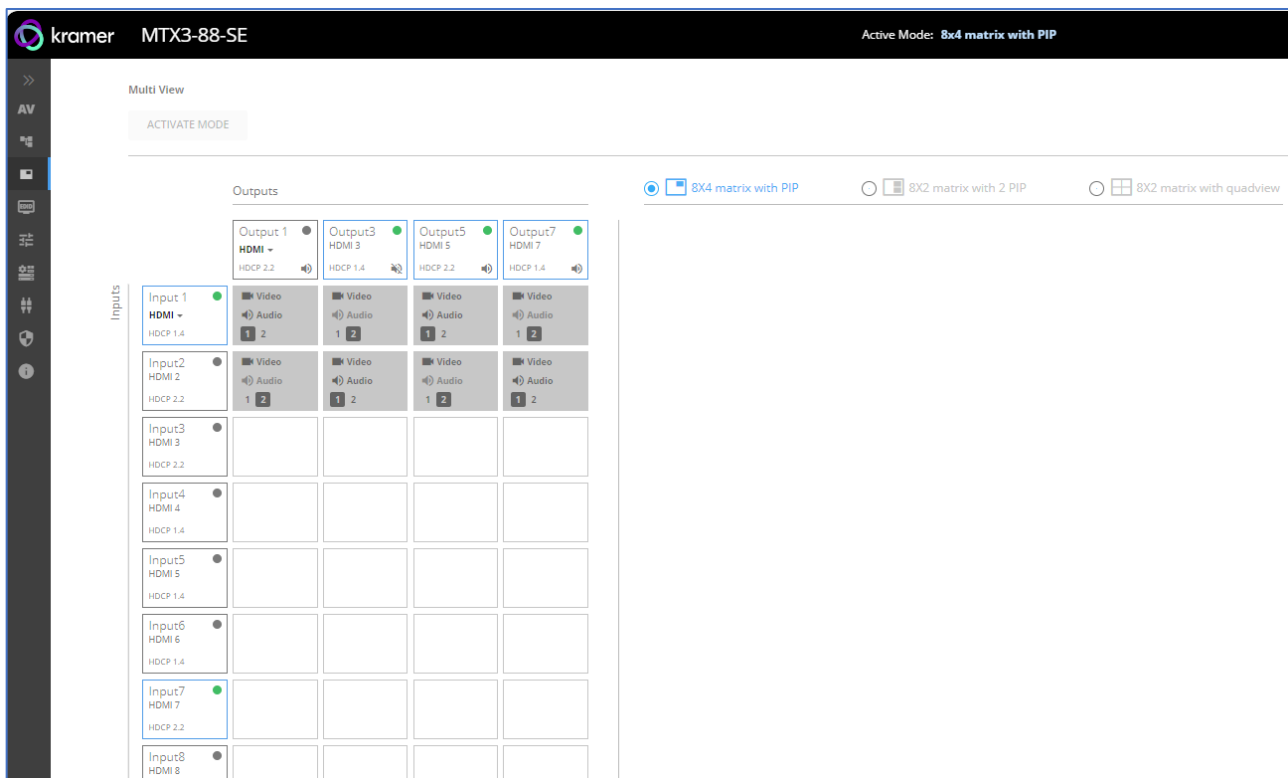 kramer MTX3-88-SE Active Mode: 8x4 matrix with PIP
AV
Multi View
ACTIVATE MODE
Outputs
8X4 matrix with PIP 8X2 matrix with 2 PIP 8X2 matrix with quadview
Output 1 Output3 Output5 Output7
HDMI HDMI 3 HDMI 5 HDMI 7
HDCP 2.2 HDCP 1.4 HDCP 2.2 HDCP 1.4
Inputs
Input 1 Video Video Video Video
HDMI Audio Audio Audio Audio
HDCP 1.4 1 2 1 2 1 2 1 2
Input2 Video Video Video Video
HDMI 2 Audio Audio Audio Audio
HDCP 2.2 1 2 1 2 1 2 1 2
Input3
HDMI 3
HDCP 2.2
Input4
HDMI 4
HDCP 1.4
Input5
HDMI 5
HDCP 1.4
Input6
HDMI 6
HDCP 1.4
Input7
HDMI 7
HDCP 2.2
Input8
HDMI 8